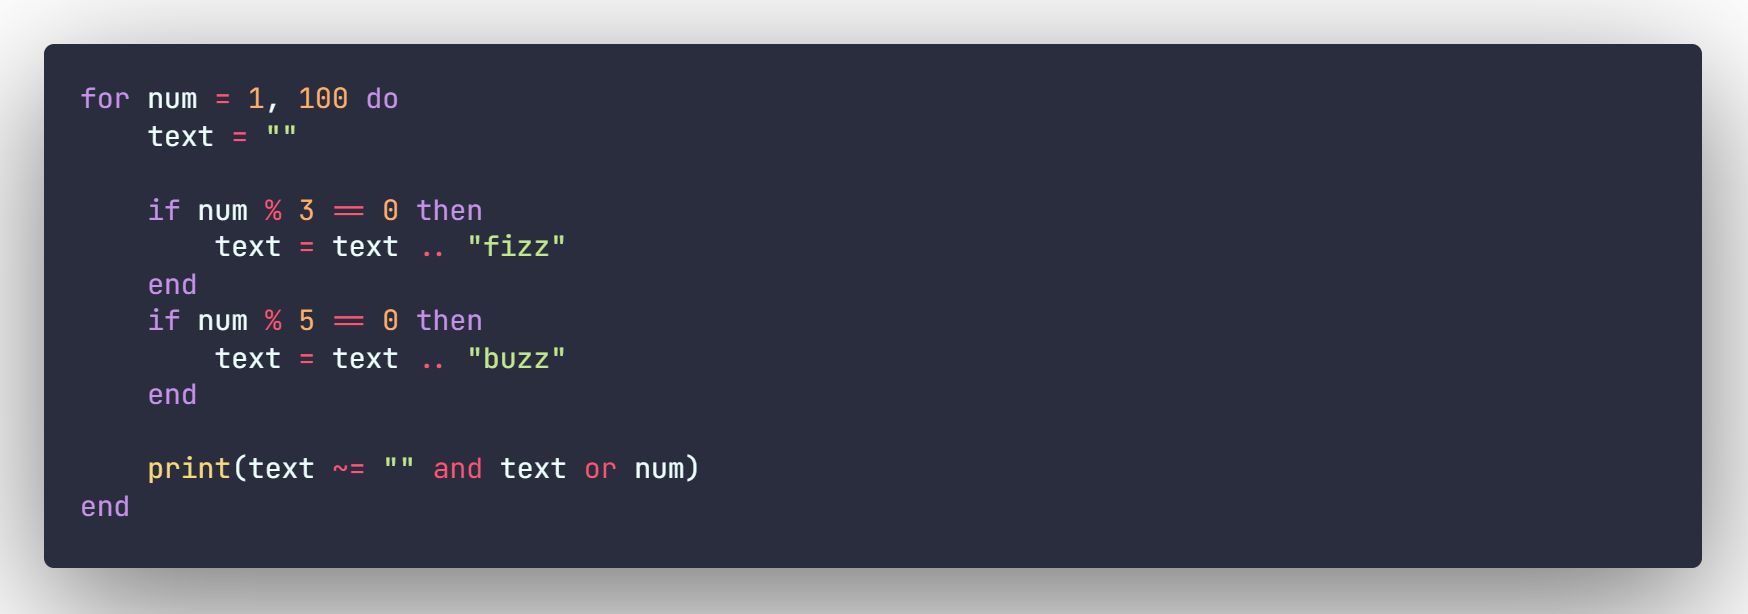 for num = 1, 100 do
    text = ""

    if num % 3 == 0 then
        text = text .. "fizz"
    end
    if num % 5 == 0 then
        text = text .. "buzz"
    end

    print(text ~= "" and text or num)
end